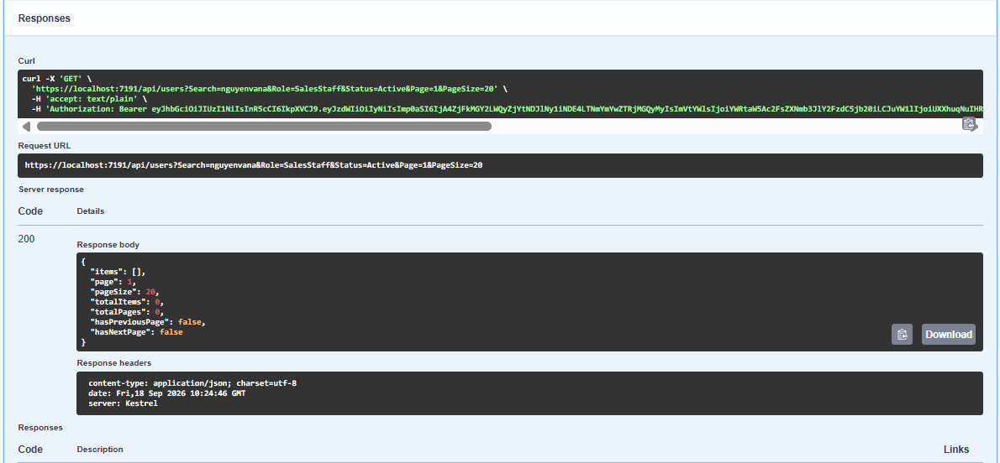 Responses
Curl
curl -X 'GET' \
'https://localhost:7191/api/users?Search=nguyenvana&Role=SalesStaff&Status=Active&Page=1&PageSize=20' \
-H 'accept: text/plain' \
-H 'Authorization: Bearer
Request URL
https://localhost:7191/api/users?Search=nguyenvana&Role=SalesStaff&Status=Active&Page=1&PageSize=20
Server response
Code Details
200
Response body
{
"items": [],
"page": 1,
"pageSize": 20,
"totalItems": 0,
"totalPages": 0,
"hasPreviousPage": false,
"hasNextPage": false
}
Download
Response headers
content-type: application/json; charset=utf-8
date: Fri,18 Sep 2026 10:24:46 GMT
server: Kestrel
Responses
Code Description Links